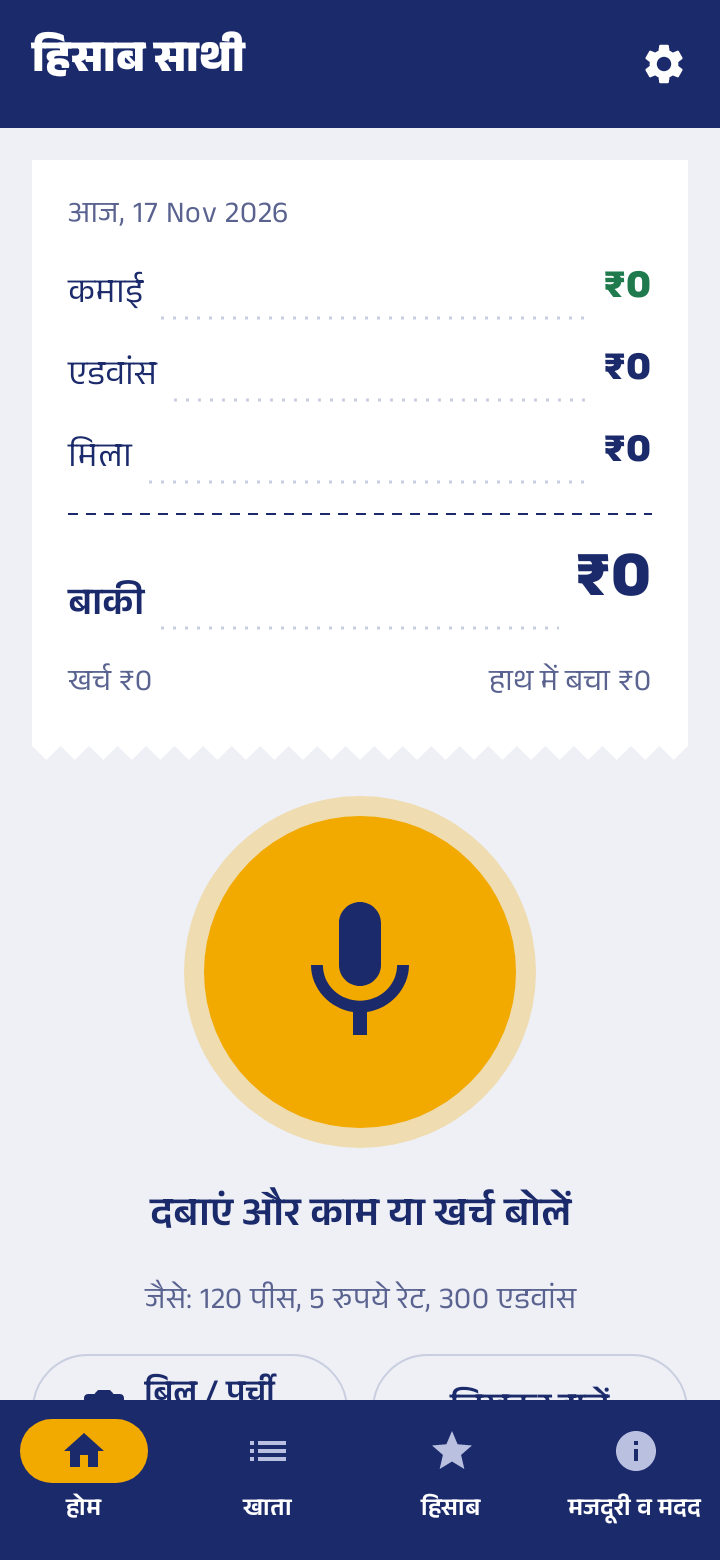 हिसाब साथी
आज, 17 Nov 2026
कमाई ₹0
एडवांस ₹0
मिला ₹0
बाकी ₹0
खर्च ₹0 हाथ में बचा ₹0
दबाएं और काम या खर्च बोलें
जैसे: 120 पीस, 5 रुपये रेट, 300 एडवांस
बिल / पर्ची
होम खाता हिसाब मजदूरी व मदद